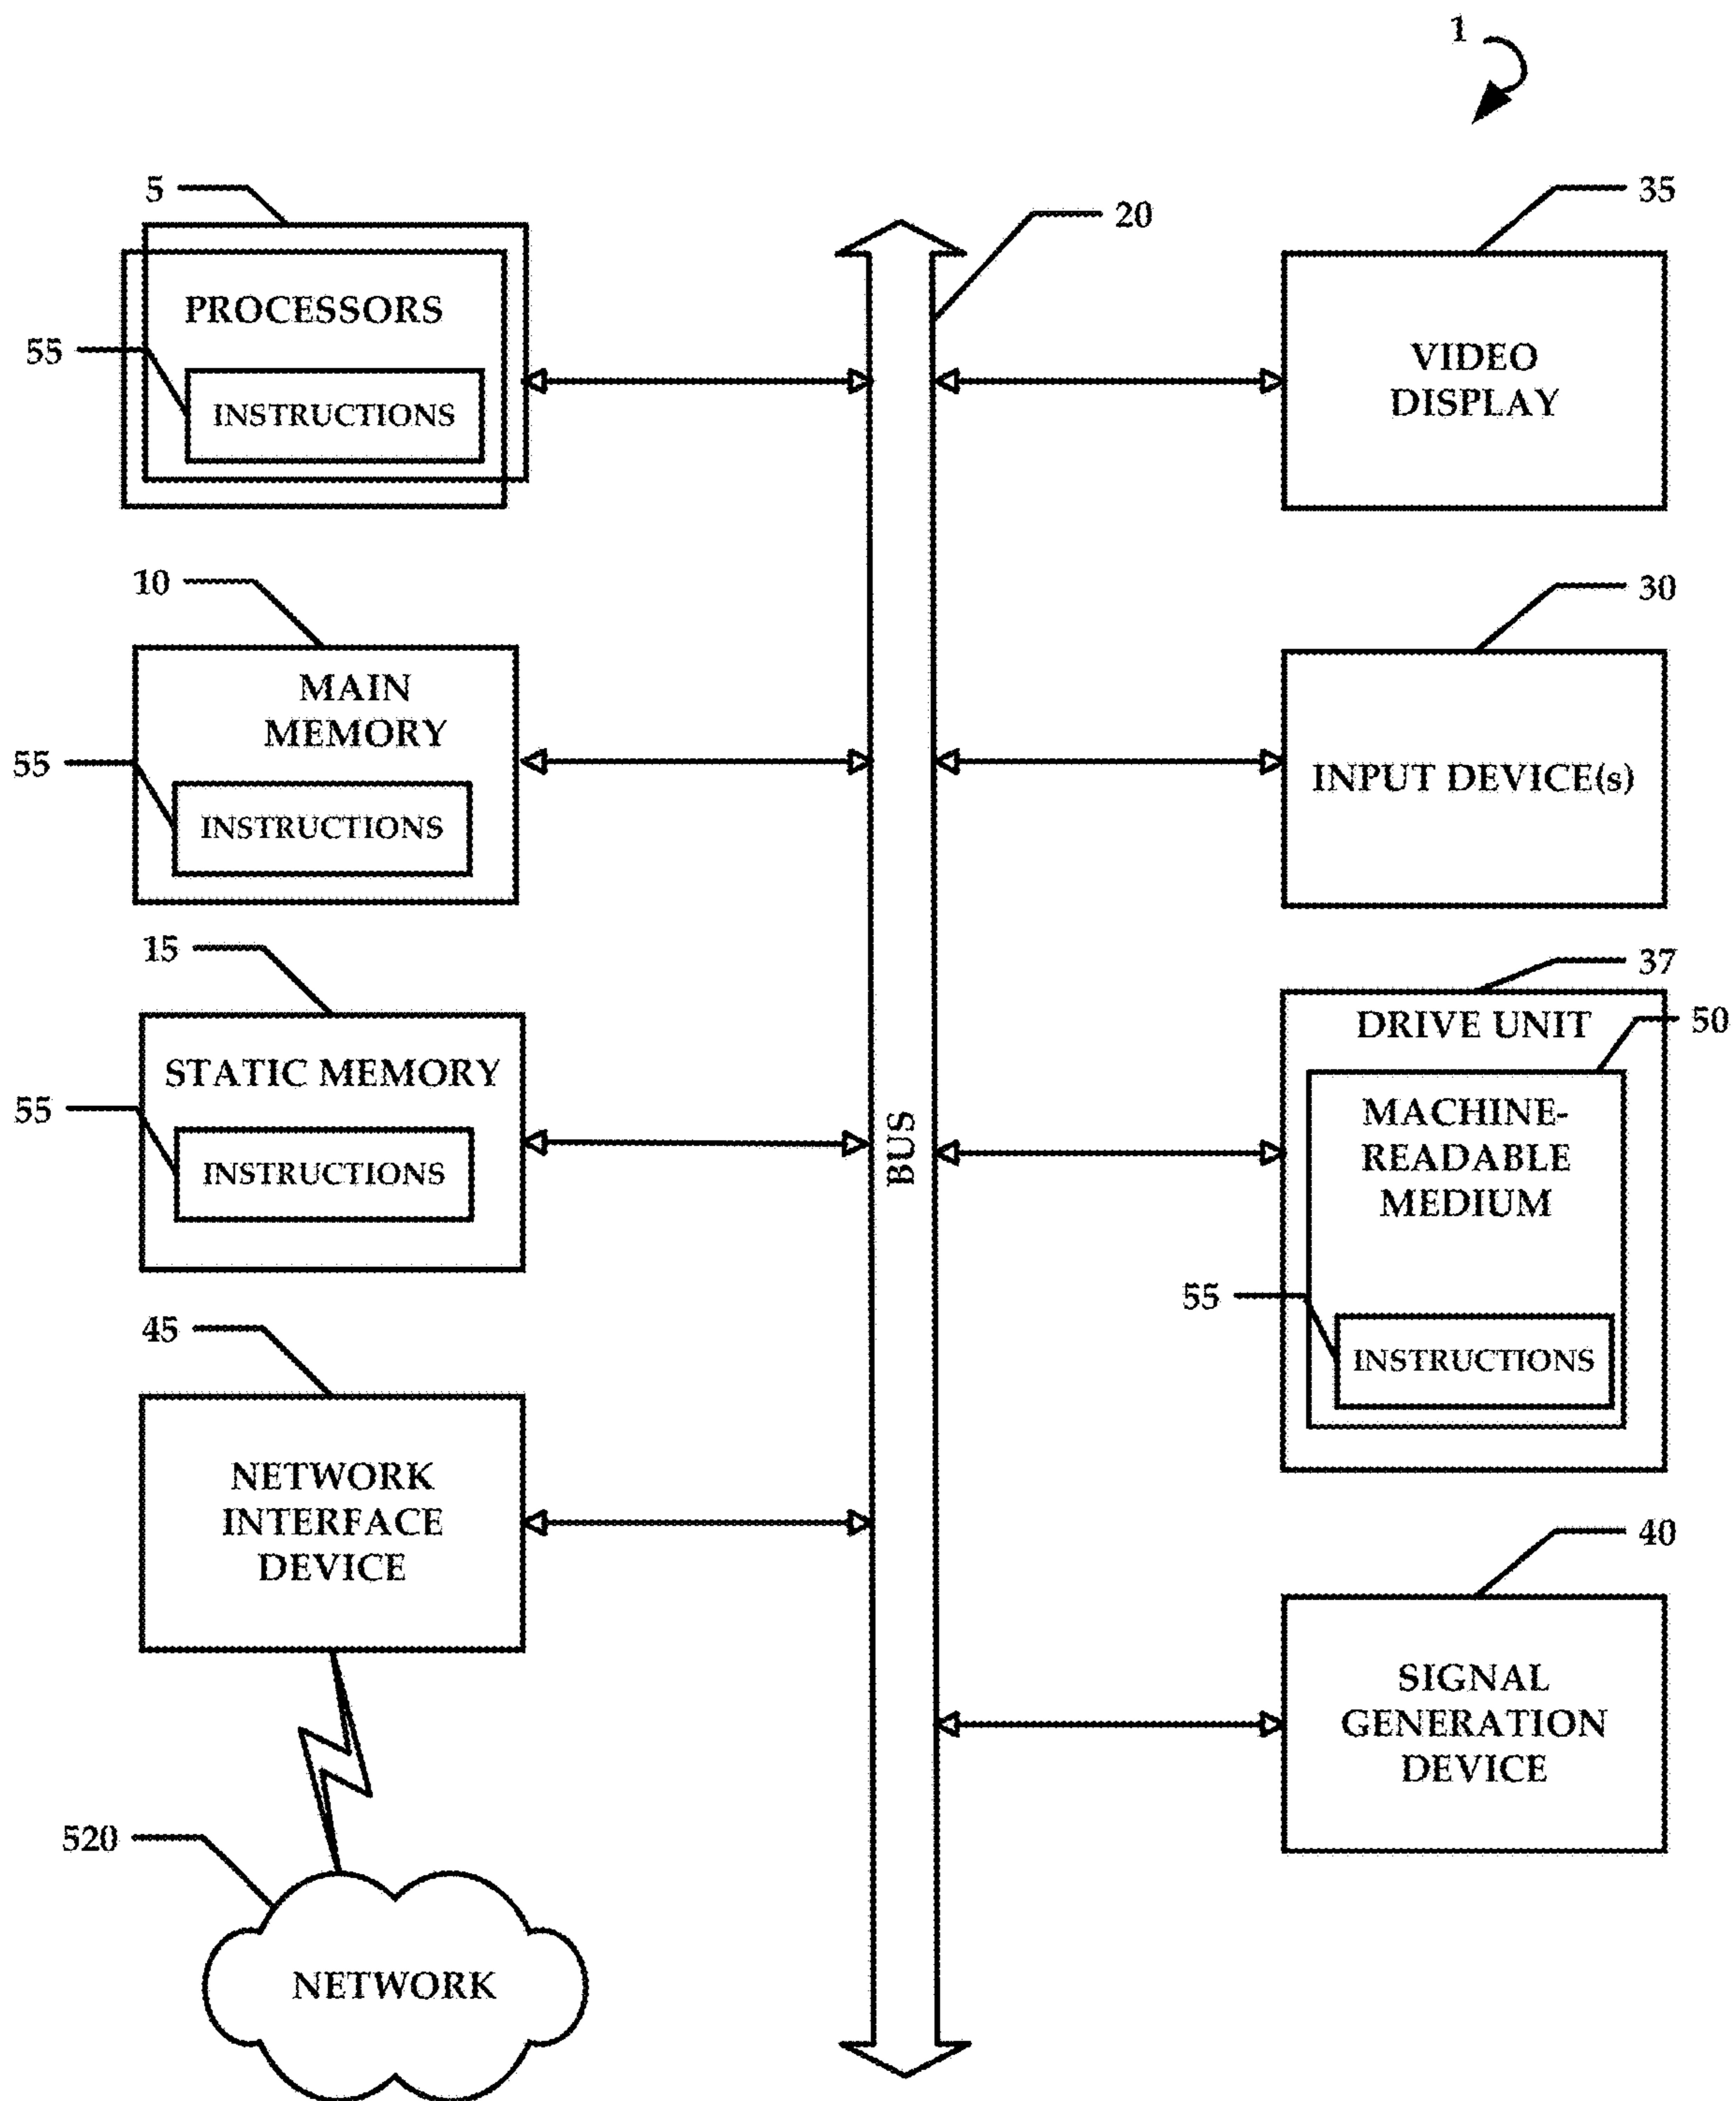 1
5
PROCESSORS
55
INSTRUCTIONS
20
35
VIDEO
DISPLAY
10
MAIN
MEMORY
55
INSTRUCTIONS
30
INPUT DEVICE(s)
15
STATIC MEMORY
55
INSTRUCTIONS
BUS
37
DRIVE UNIT
50
MACHINE-
READABLE
MEDIUM
55
INSTRUCTIONS
45
NETWORK
INTERFACE
DEVICE
40
SIGNAL
GENERATION
DEVICE
520
NETWORK